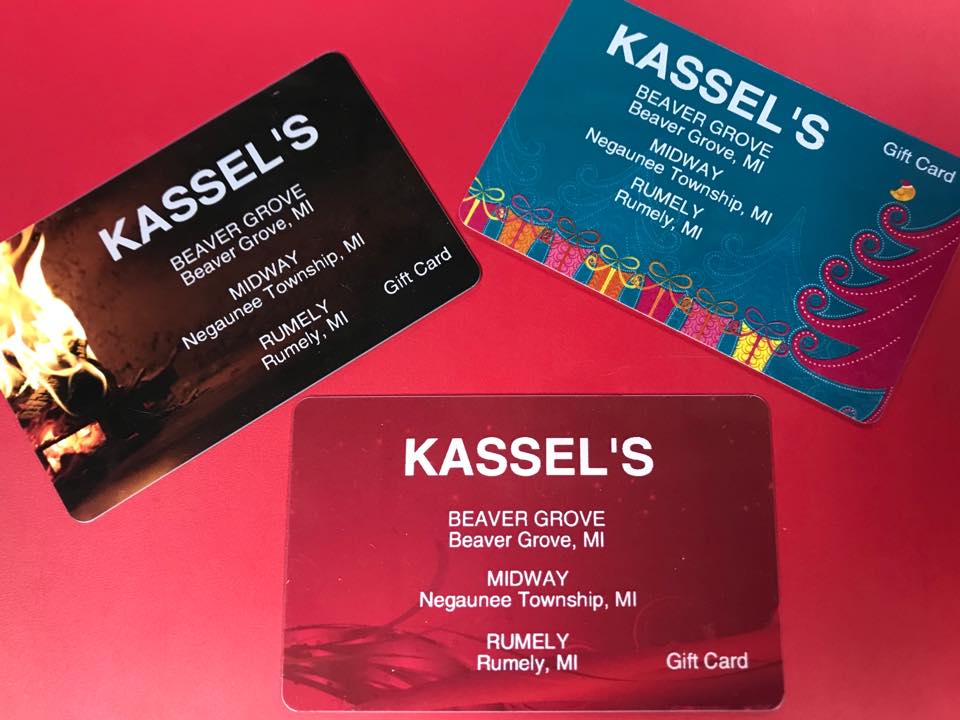 KASSEL'S
BEAVER GROVE
Beaver Grove, MI
MIDWAY
Negaunee Township, MI
RUMELY
Rumely, MI
Gift Card
KASSEL'S
BEAVER GROVE
Beaver Grove, MI
MIDWAY
Negaunee Township, MI
RUMELY
Rumely, MI
Gift Card
KASSEL'S
BEAVER GROVE
Beaver Grove, MI
MIDWAY
Negaunee Township, MI
RUMELY
Rumely, MI
Gift Card